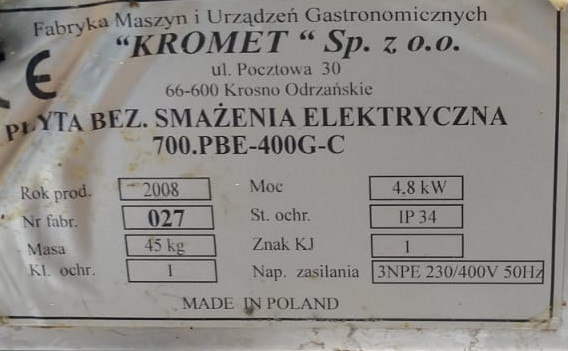 Fabryka Maszyn i Urządzeń Gastronomicznych
"KROMET " Sp. z o.o.
ul. Pocztowa 30
66-600 Krosno Odrzańskie
CE
PŁYTA BEZ. SMAŻENIA ELEKTRYCZNA
700.PBE-400G-C
Rok prod. 2008 Moc 4.8 kW
Nr fabr. 027 St. ochr. IP 34
Masa 45 kg Znak KJ 1
Kl. ochr. 1 Nap. zasilania 3NPE 230/400V 50Hz
MADE IN POLAND